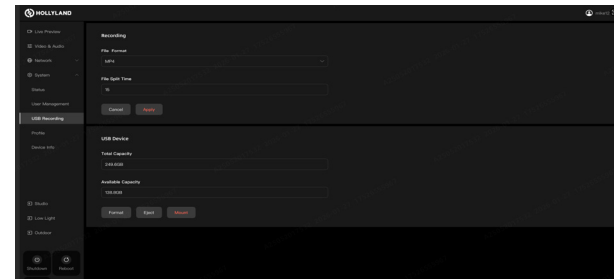 HOLLYLAND
Live Preview
Video & Audio
Network
System
Status
User Management
USB Recording
Profile
Device Info
Studio
Low Light
Outdoor
Shutdown
Reboot
Recording
File Format
MP4
File Split Time
15
Cancel
Apply
USB Device
Total Capacity
Available Capacity
Format
Eject
Mount